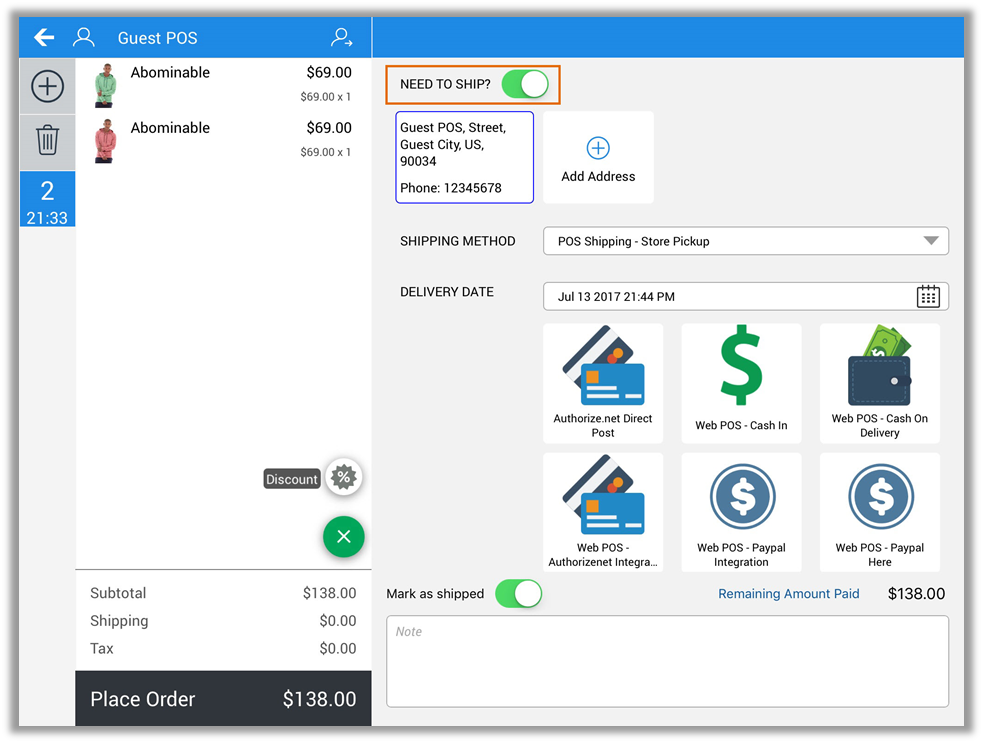 Guest POS
Abominable $69.00
$69.00 x 1
Abominable $69.00
$69.00 x 1
2
21:33
Discount
%
Subtotal $138.00
Shipping $0.00
Tax $0.00
Place Order $138.00
NEED TO SHIP?
Guest POS, Street,
Guest City, US,
90034
Phone: 12345678
Add Address
SHIPPING METHOD
POS Shipping - Store Pickup
DELIVERY DATE
Jul 13 2017 21:44 PM
Authorize.net Direct
Post
$
Web POS - Cash In
$
Web POS - Cash On
Delivery
Web POS -
Authorizenet Integra...
$
Web POS - Paypal
Integration
$
Web POS - Paypal
Here
Mark as shipped
Remaining Amount Paid $138.00
Note